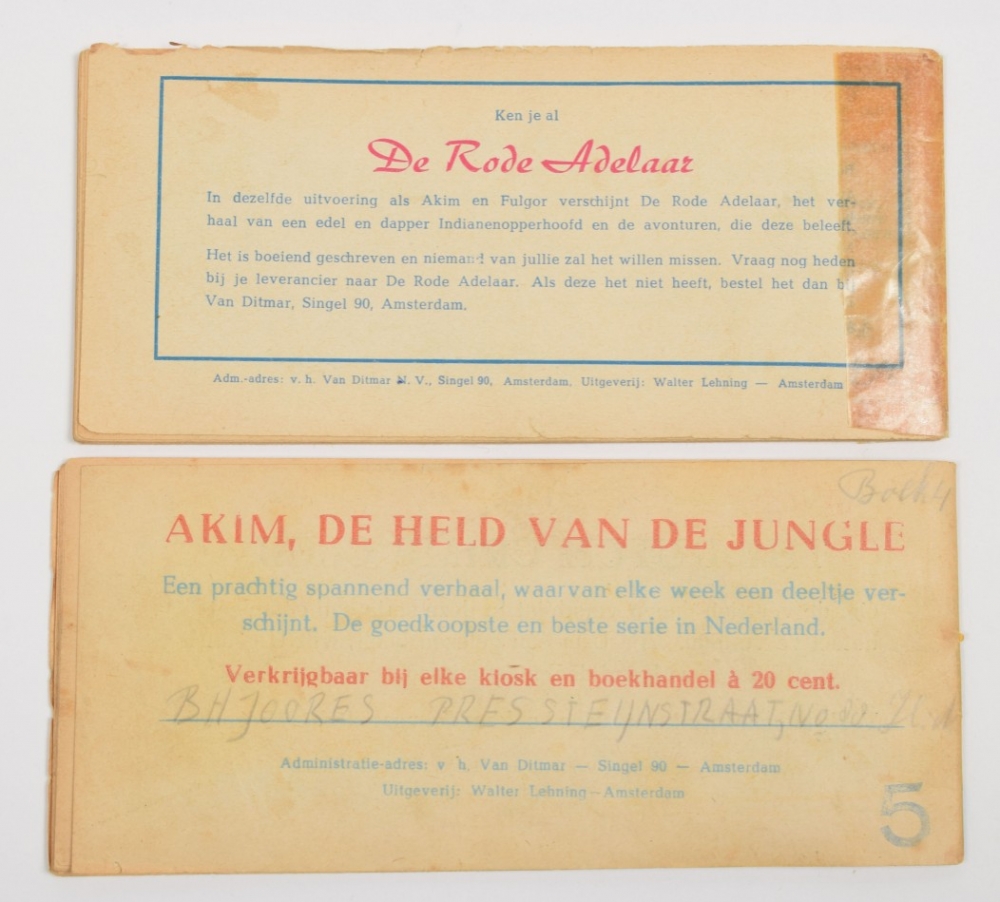 Ken je al
De Rode Adelaar
In dezelfde uitvoering als Akim en Fulgor verschijnt De Rode Adelaar, het ver-
haal van een edel en dapper Indianenopperhoofd en de avonturen, die deze beleeft.
Het is boeiend geschreven en niemand van jullie zal het willen missen. Vraag nog heden
bij je leverancier naar De Rode Adelaar. Als deze het niet heeft, bestel het dan bij
Van Ditmar, Singel 90, Amsterdam.
Adm.-adres: v. h. Van Ditmar N. V., Singel 90, Amsterdam. Uitgeverij: Walter Lehning — Amsterdam
Boek 4
AKIM, DE HELD VAN DE JUNGLE
Een prachtig spannend verhaal, waarvan elke week een deeltje ver-
schijnt. De goedkoopste en beste serie in Nederland.
Verkrijgbaar bij elke kiosk en boekhandel à 20 cent.
BH JOORES PRESSTEIJNSTRAAT, No
Administratie-adres: v h. Van Ditmar — Singel 90 — Amsterdam
Uitgeverij: Walter Lehning — Amsterdam
5